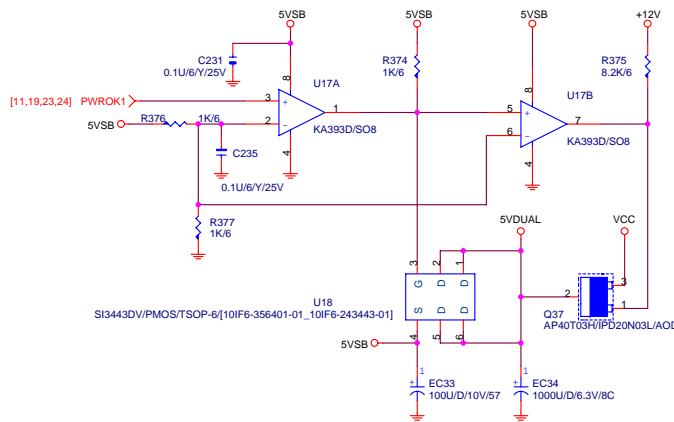 5VSB 5VSB 5VSB +12V
C231
0.1U/6/Y/25V
R374
1K/6
R375
8.2K/6
8 U17A
8 U17B
[11,19,23,24] PWROK1 3 + 1
5 + 7
5VSB R376 1K/6 2 −
6 −
KA393D/SO8
KA393D/SO8
4
4
C235
0.1U/6/Y/25V
R377
1K/6
5VDUAL VCC
3 2 1
G D D
S D D
4 5 6
2 3 1
U18
SI3443DV/PMOS/TSOP-6/[10IF6-356401-01_10IF6-243443-01]
Q37
AP40T03H/IPD20N03L/AOD
5VSB
1
EC33
100U/D/10V/57
1
EC34
1000U/D/6.3V/8C